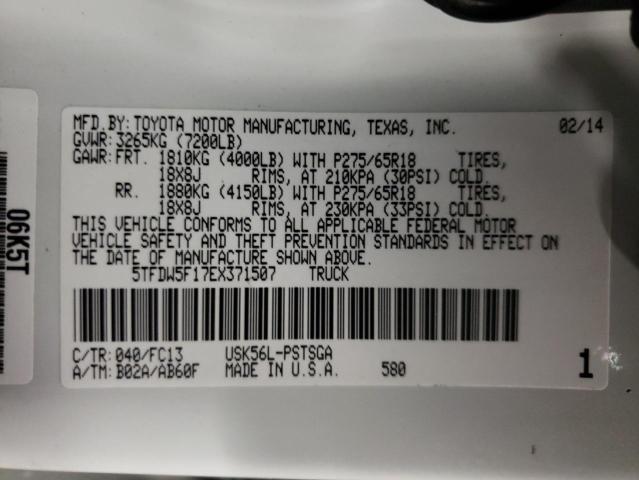 MFD.BY: TOYOTA MOTOR MANUFACTURING, TEXAS, INC. 02/14
GVWR: 3265KG (7200LB)
GAWR: FRT. 1810KG (4000LB) WITH P275/65R18 TIRES,
18X8J RIMS, AT 210KPA (30PSI) COLD.
RR. 1880KG (4150LB) WITH P275/65R18 TIRES,
18X8J RIMS, AT 230KPA (33PSI) COLD.
THIS VEHICLE CONFORMS TO ALL APPLICABLE FEDERAL MOTOR
VEHICLE SAFETY AND THEFT PREVENTION STANDARDS IN EFFECT ON
THE DATE OF MANUFACTURE SHOWN ABOVE.
5TFDW5F17EX371507 TRUCK
C/TR: 040/FC13 USK56L-PSTSGA
A/TM: B02A/AB60F MADE IN U.S.A. 580 1
06K5T